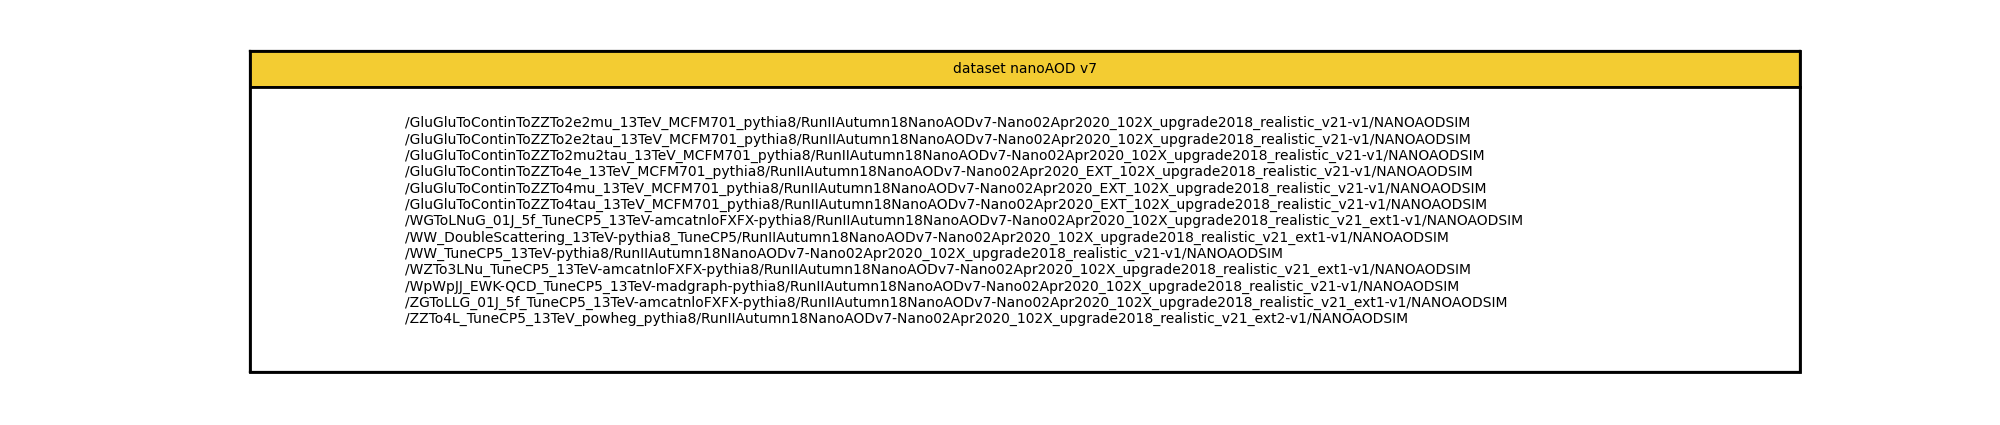 dataset nanoAOD v7
/GluGluToContinToZZTo2e2mu_13TeV_MCFM701_pythia8/RunIIAutumn18NanoAODv7-Nano02Apr2020_102X_upgrade2018_realistic_v21-v1/NANOAODSIM
/GluGluToContinToZZTo2e2tau_13TeV_MCFM701_pythia8/RunIIAutumn18NanoAODv7-Nano02Apr2020_102X_upgrade2018_realistic_v21-v1/NANOAODSIM
/GluGluToContinToZZTo2mu2tau_13TeV_MCFM701_pythia8/RunIIAutumn18NanoAODv7-Nano02Apr2020_102X_upgrade2018_realistic_v21-v1/NANOAODSIM
/GluGluToContinToZZTo4e_13TeV_MCFM701_pythia8/RunIIAutumn18NanoAODv7-Nano02Apr2020_EXT_102X_upgrade2018_realistic_v21-v1/NANOAODSIM
/GluGluToContinToZZTo4mu_13TeV_MCFM701_pythia8/RunIIAutumn18NanoAODv7-Nano02Apr2020_EXT_102X_upgrade2018_realistic_v21-v1/NANOAODSIM
/GluGluToContinToZZTo4tau_13TeV_MCFM701_pythia8/RunIIAutumn18NanoAODv7-Nano02Apr2020_EXT_102X_upgrade2018_realistic_v21-v1/NANOAODSIM
/WGToLNuG_01J_5f_TuneCP5_13TeV-amcatnloFXFX-pythia8/RunIIAutumn18NanoAODv7-Nano02Apr2020_102X_upgrade2018_realistic_v21_ext1-v1/NANOAODSIM
/WW_DoubleScattering_13TeV-pythia8_TuneCP5/RunIIAutumn18NanoAODv7-Nano02Apr2020_102X_upgrade2018_realistic_v21_ext1-v1/NANOAODSIM
/WW_TuneCP5_13TeV-pythia8/RunIIAutumn18NanoAODv7-Nano02Apr2020_102X_upgrade2018_realistic_v21-v1/NANOAODSIM
/WZTo3LNu_TuneCP5_13TeV-amcatnloFXFX-pythia8/RunIIAutumn18NanoAODv7-Nano02Apr2020_102X_upgrade2018_realistic_v21_ext1-v1/NANOAODSIM
/WpWpJJ_EWK-QCD_TuneCP5_13TeV-madgraph-pythia8/RunIIAutumn18NanoAODv7-Nano02Apr2020_102X_upgrade2018_realistic_v21-v1/NANOAODSIM
/ZGToLLG_01J_5f_TuneCP5_13TeV-amcatnloFXFX-pythia8/RunIIAutumn18NanoAODv7-Nano02Apr2020_102X_upgrade2018_realistic_v21_ext1-v1/NANOAODSIM
/ZZTo4L_TuneCP5_13TeV_powheg_pythia8/RunIIAutumn18NanoAODv7-Nano02Apr2020_102X_upgrade2018_realistic_v21_ext2-v1/NANOAODSIM